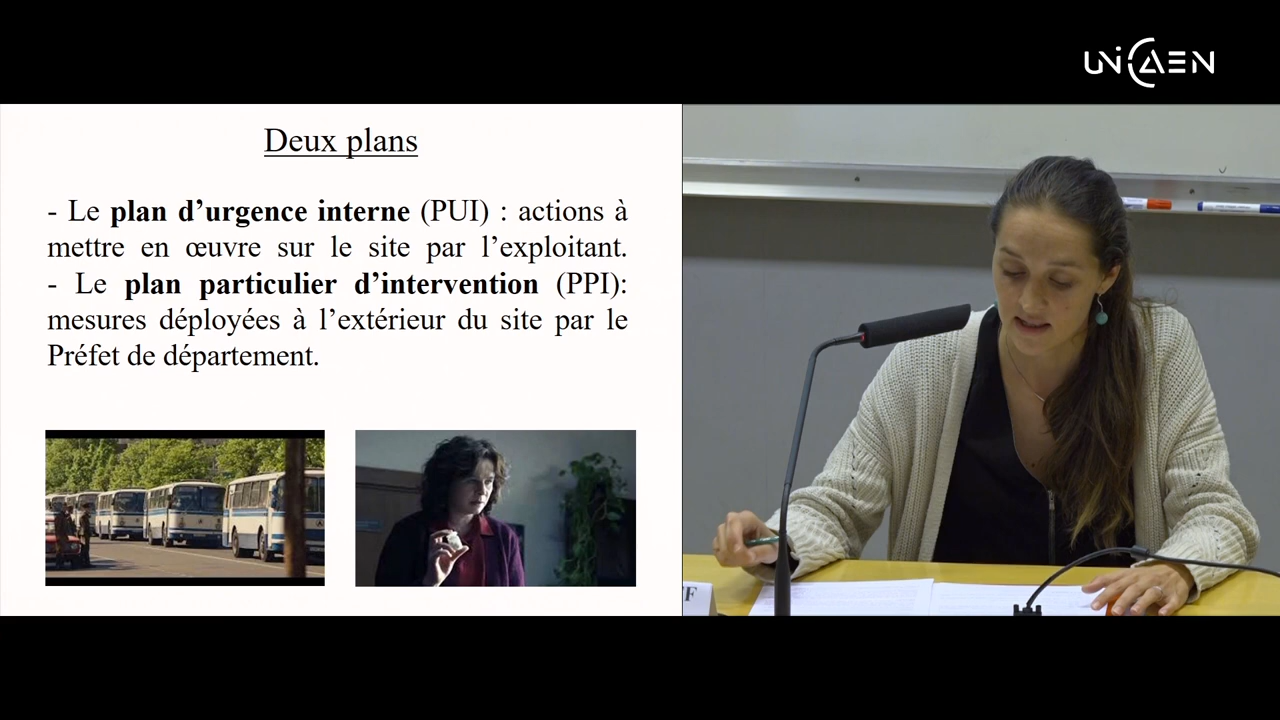 UNICAEN
Deux plans
- Le plan d’urgence interne (PUI) : actions à
mettre en œuvre sur le site par l’exploitant.
- Le plan particulier d’intervention (PPI):
mesures déployées à l’extérieur du site par le
Préfet de département.